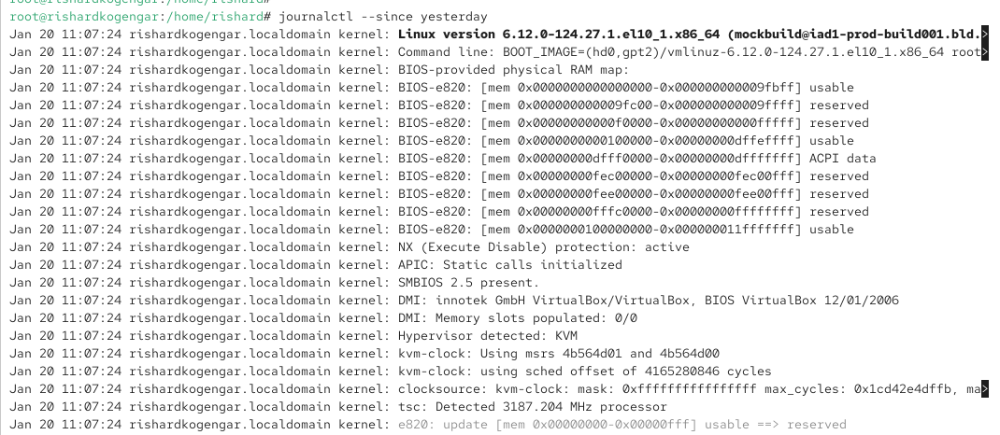 root@rishardkogengar:/home/rishard#
root@rishardkogengar:/home/rishard# journalctl --since yesterday
Jan 20 11:07:24 rishardkogengar.localdomain kernel: Linux version 6.12.0-124.27.1.el10_1.x86_64 (mockbuild@iad1-prod-build001.bld.>
Jan 20 11:07:24 rishardkogengar.localdomain kernel: Command line: BOOT_IMAGE=(hd0,gpt2)/vmlinuz-6.12.0-124.27.1.el10_1.x86_64 root>
Jan 20 11:07:24 rishardkogengar.localdomain kernel: BIOS-provided physical RAM map:
Jan 20 11:07:24 rishardkogengar.localdomain kernel: BIOS-e820: [mem 0x0000000000000000-0x000000000009fbff] usable
Jan 20 11:07:24 rishardkogengar.localdomain kernel: BIOS-e820: [mem 0x000000000009fc00-0x000000000009ffff] reserved
Jan 20 11:07:24 rishardkogengar.localdomain kernel: BIOS-e820: [mem 0x00000000000f0000-0x00000000000fffff] reserved
Jan 20 11:07:24 rishardkogengar.localdomain kernel: BIOS-e820: [mem 0x0000000000100000-0x00000000dffeffff] usable
Jan 20 11:07:24 rishardkogengar.localdomain kernel: BIOS-e820: [mem 0x00000000dfff0000-0x00000000dfffffff] ACPI data
Jan 20 11:07:24 rishardkogengar.localdomain kernel: BIOS-e820: [mem 0x00000000fec00000-0x00000000fec00fff] reserved
Jan 20 11:07:24 rishardkogengar.localdomain kernel: BIOS-e820: [mem 0x00000000fee00000-0x00000000fee00fff] reserved
Jan 20 11:07:24 rishardkogengar.localdomain kernel: BIOS-e820: [mem 0x00000000fffc0000-0x00000000ffffffff] reserved
Jan 20 11:07:24 rishardkogengar.localdomain kernel: BIOS-e820: [mem 0x0000000100000000-0x000000011fffffff] usable
Jan 20 11:07:24 rishardkogengar.localdomain kernel: NX (Execute Disable) protection: active
Jan 20 11:07:24 rishardkogengar.localdomain kernel: APIC: Static calls initialized
Jan 20 11:07:24 rishardkogengar.localdomain kernel: SMBIOS 2.5 present.
Jan 20 11:07:24 rishardkogengar.localdomain kernel: DMI: innotek GmbH VirtualBox/VirtualBox, BIOS VirtualBox 12/01/2006
Jan 20 11:07:24 rishardkogengar.localdomain kernel: DMI: Memory slots populated: 0/0
Jan 20 11:07:24 rishardkogengar.localdomain kernel: Hypervisor detected: KVM
Jan 20 11:07:24 rishardkogengar.localdomain kernel: kvm-clock: Using msrs 4b564d01 and 4b564d00
Jan 20 11:07:24 rishardkogengar.localdomain kernel: kvm-clock: using sched offset of 4165280846 cycles
Jan 20 11:07:24 rishardkogengar.localdomain kernel: clocksource: kvm-clock: mask: 0xffffffffffffffff max_cycles: 0x1cd42e4dffb, ma>
Jan 20 11:07:24 rishardkogengar.localdomain kernel: tsc: Detected 3187.204 MHz processor
Jan 20 11:07:24 rishardkogengar.localdomain kernel: e820: update [mem 0x00000000-0x00000fff] usable ==> reserved